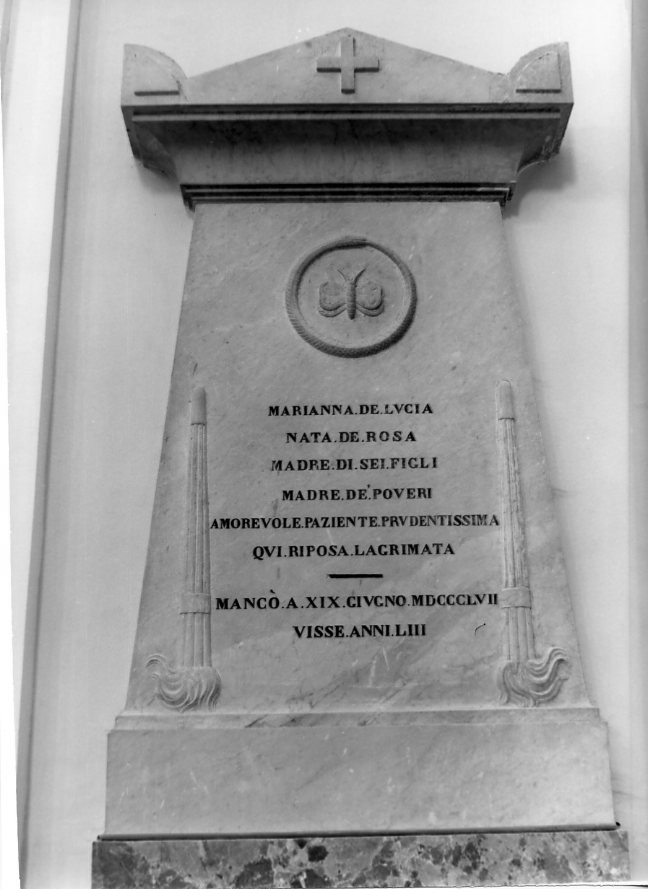 MARIANNA.DE.LVCIA
NATA.DE.ROSA
MADRE.DI.SEI.FIGLI
MADRE.DE'.POVERI
AMOREVOLE.PAZIENTE.PRVDENTISSIMA
QVI.RIPOSA.LAGRIMATA
MANCÒ.A.XIX.GIVGNO.MDCCCLVII
VISSE.ANNI.LIII